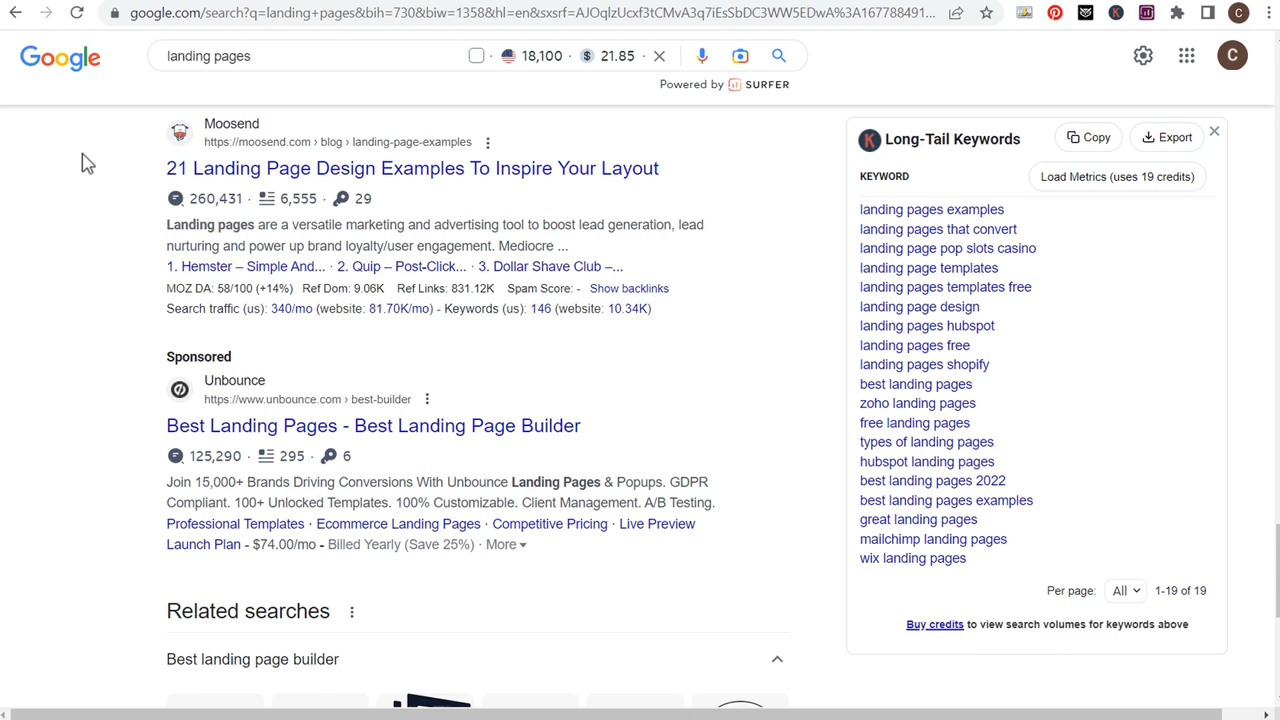 google.com/search?q=landing+pages&bih=730&biw=1358&hl=en&sxsrf=AJOqlzUcxf3tCMvA3q7iEsSbDC3WW5EDwA%3A167788491...
C
Google
landing pages
18,100 · $ 21.85
Powered by SURFER
C
Moosend
https://moosend.com › blog › landing-page-examples
21 Landing Page Design Examples To Inspire Your Layout
260,431 · 6,555 · 29
Landing pages are a versatile marketing and advertising tool to boost lead generation, lead
nurturing and power up brand loyalty/user engagement. Mediocre ...
1. Hemster – Simple And... · 2. Quip – Post-Click... · 3. Dollar Shave Club –...
MOZ DA: 58/100 (+14%) Ref Dom: 9.06K Ref Links: 831.12K Spam Score: - Show backlinks
Search traffic (us): 340/mo (website: 81.70K/mo) - Keywords (us): 146 (website: 10.34K)
Sponsored
Unbounce
https://www.unbounce.com › best-builder
Best Landing Pages - Best Landing Page Builder
125,290 · 295 · 6
Join 15,000+ Brands Driving Conversions With Unbounce Landing Pages & Popups. GDPR
Compliant. 100+ Unlocked Templates. 100% Customizable. Client Management. A/B Testing.
Professional Templates · Ecommerce Landing Pages · Competitive Pricing · Live Preview
Launch Plan - $74.00/mo - Billed Yearly (Save 25%) · More
Related searches
Best landing page builder
K Long-Tail Keywords
Copy
Export
KEYWORD
Load Metrics (uses 19 credits)
landing pages examples
landing pages that convert
landing page pop slots casino
landing page templates
landing pages templates free
landing page design
landing pages hubspot
landing pages free
landing pages shopify
best landing pages
zoho landing pages
free landing pages
types of landing pages
hubspot landing pages
best landing pages 2022
best landing pages examples
great landing pages
mailchimp landing pages
wix landing pages
Per page: All 1-19 of 19
Buy credits to view search volumes for keywords above